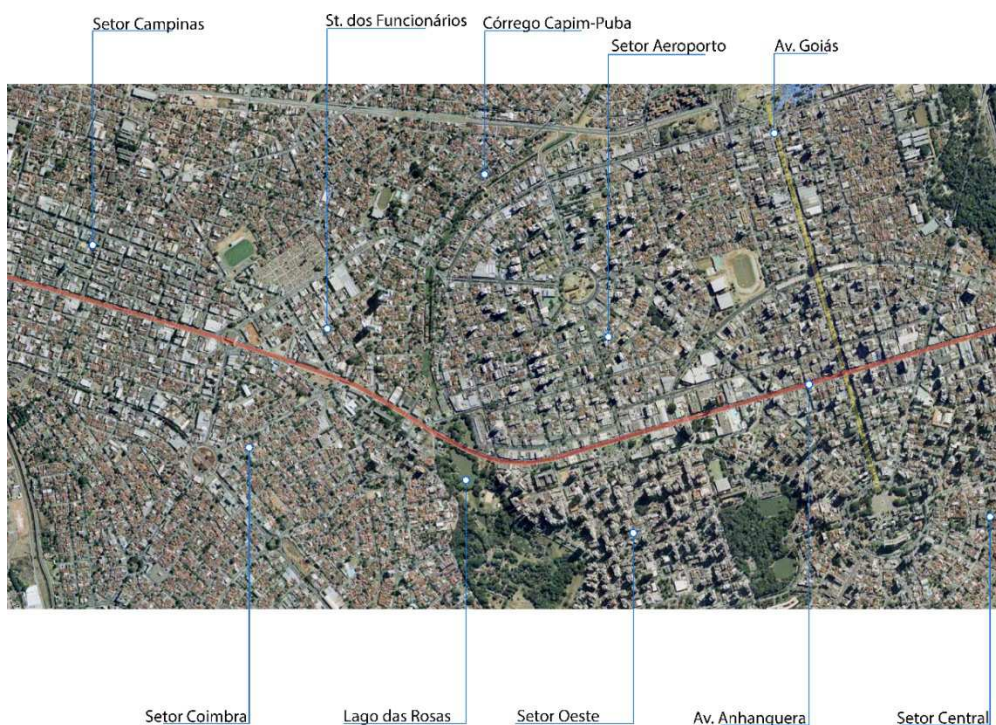 Setor Campinas
St. dos Funcionários
Córrego Capim-Puba
Setor Aeroporto
Av. Goiás
Setor Coimbra
Lago das Rosas
Setor Oeste
Av. Anhanguera
Setor Central